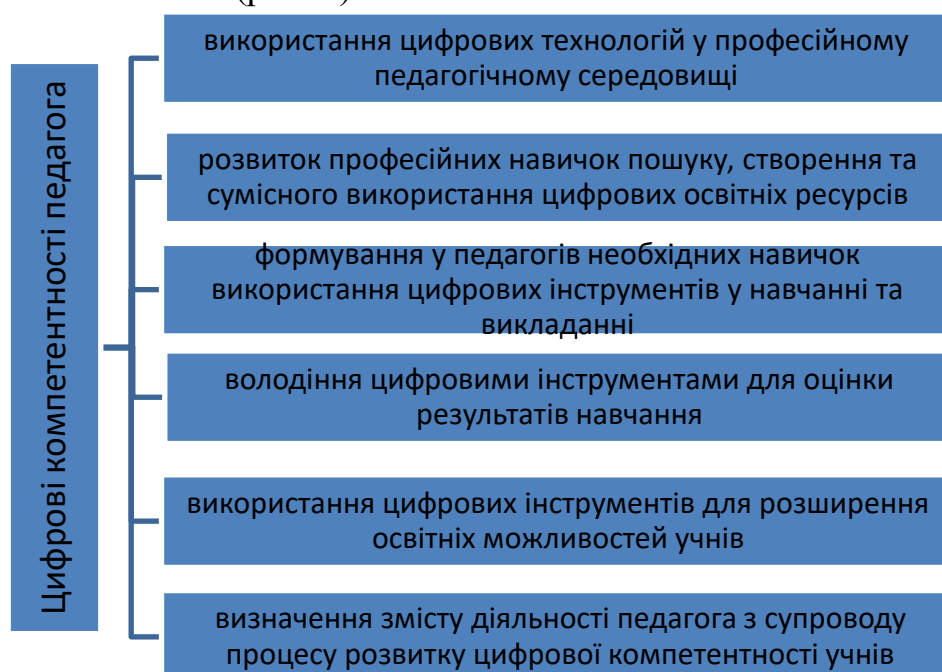 використання цифрових технологій у професійному
педагогічному середовищі
Цифрові компетентності педагога
розвиток професійних навичок пошуку, створення та
сумісного використання цифрових освітніх ресурсів
формування у педагогів необхідних навичок
використання цифрових інструментів у навчанні та
викладанні
володіння цифровими інструментами для оцінки
результатів навчання
використання цифрових інструментів для розширення
освітніх можливостей учнів
визначення змісту діяльності педагога з супроводу
процесу розвитку цифрової компетентності учнів